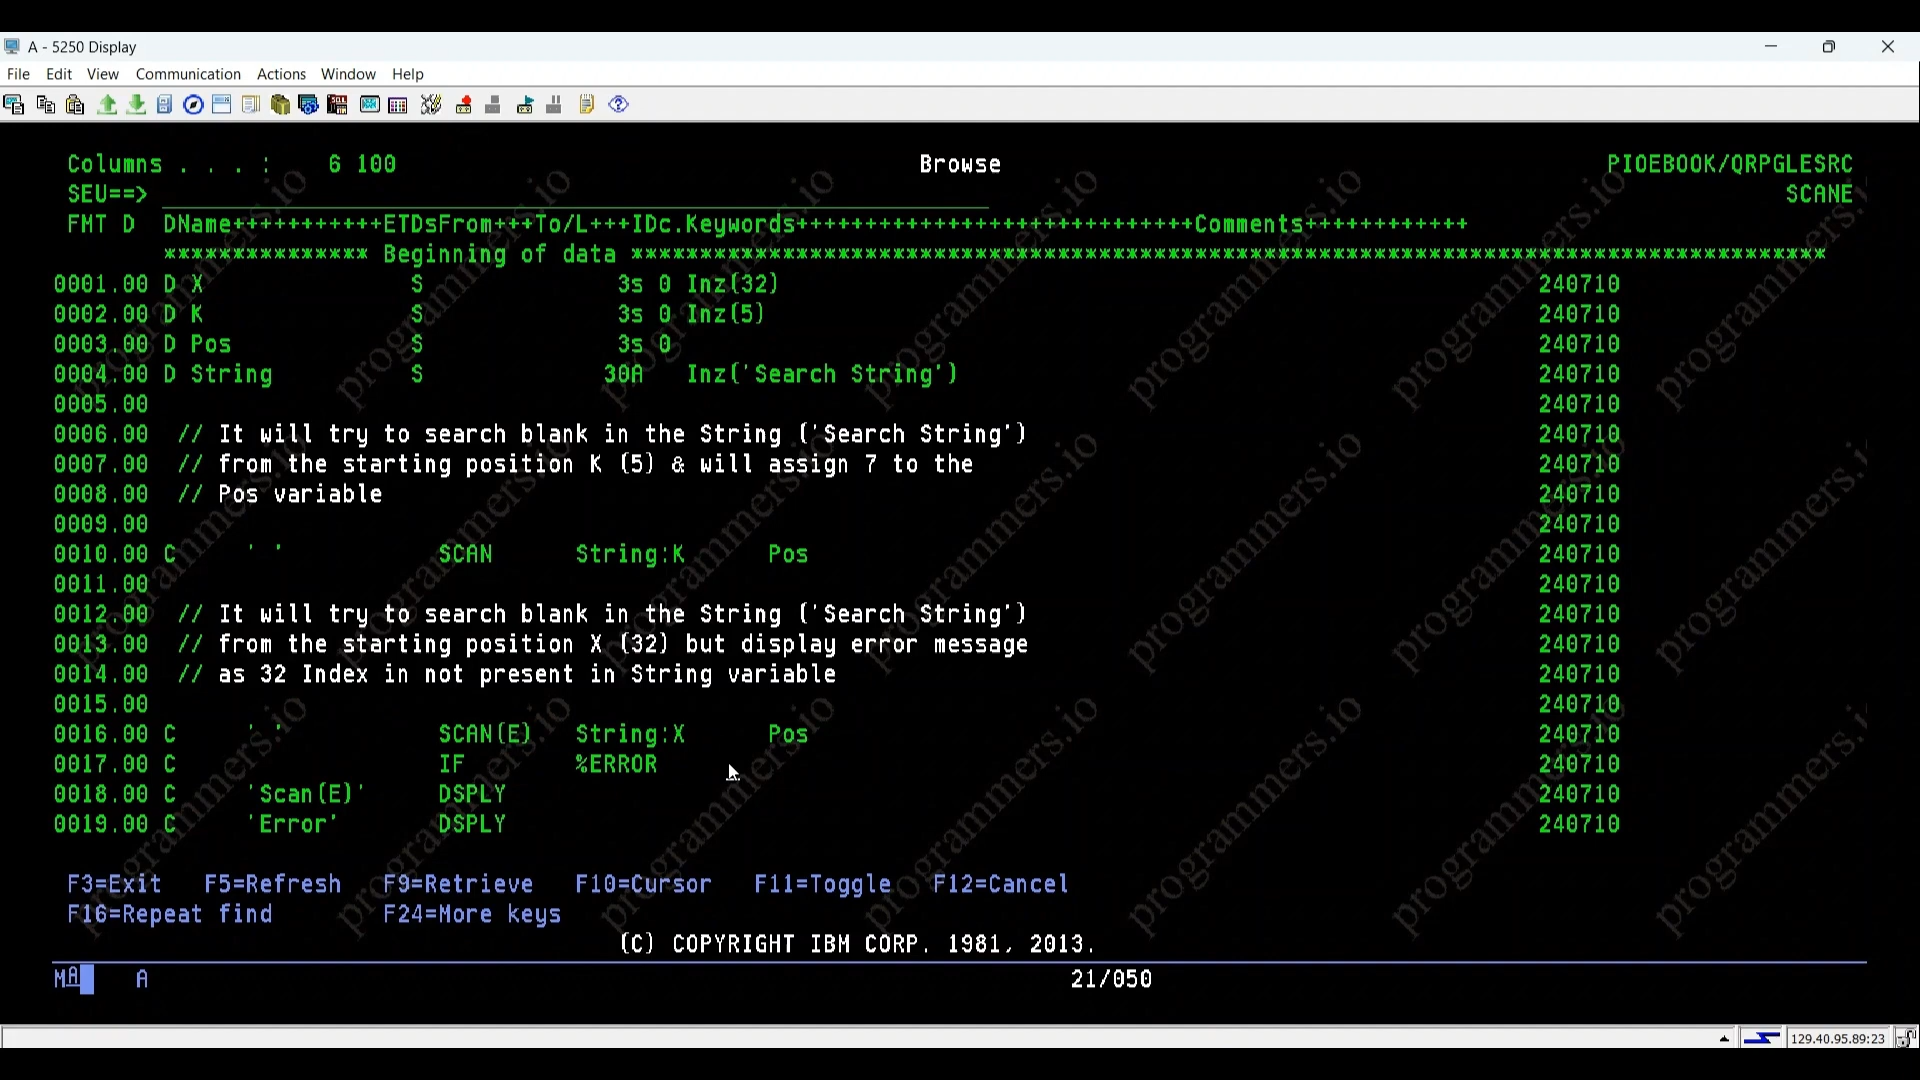 A - 5250 Display
File Edit View Communication Actions Window Help
Columns . . . : 6 100 Browse PIOEBOOK/QRPGLESRC
SEU==> SCANE
FMT D DName+++++++++++ETDsFrom+++To/L+++IDc.Keywords+++++++++++++++++++++++++++++Comments++++++++++++
*************** Beginning of data ***************************************************************************************
0001.00 D X S 3s 0 Inz(32) 240710
0002.00 D K S 3s 0 Inz(5) 240710
0003.00 D Pos S 3s 0 240710
0004.00 D String S 30A Inz('Search String') 240710
0005.00 240710
0006.00 // It will try to search blank in the String ('Search String') 240710
0007.00 // from the starting position K (5) & will assign 7 to the 240710
0008.00 // Pos variable 240710
0009.00 240710
0010.00 C ' ' SCAN String:K Pos 240710
0011.00 240710
0012.00 // It will try to search blank in the String ('Search String') 240710
0013.00 // from the starting position X (32) but display error message 240710
0014.00 // as 32 Index in not present in String variable 240710
0015.00 240710
0016.00 C ' ' SCAN(E) String:X Pos 240710
0017.00 C IF %ERROR 240710
0018.00 C 'Scan(E)' DSPLY 240710
0019.00 C 'Error' DSPLY 240710
F3=Exit F5=Refresh F9=Retrieve F10=Cursor F11=Toggle F12=Cancel
F16=Repeat find F24=More keys
(C) COPYRIGHT IBM CORP. 1981, 2013.
MA A 21/050
129.40.95.89:23
programmers.io